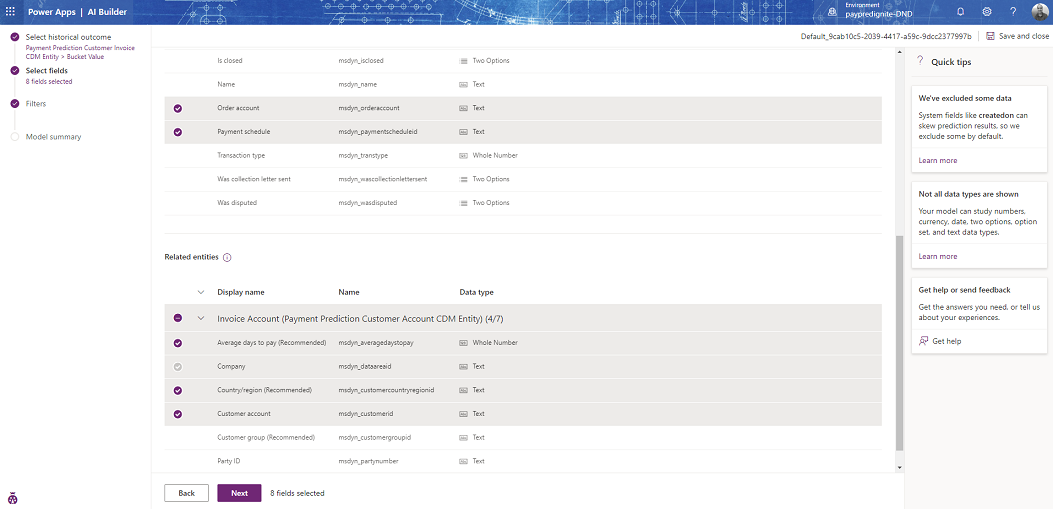 Power Apps | AI Builder
Environment
paypredignite-DND
?
Default_9cab10c5-2039-4417-a59c-9dcc2377997b
Save and close
Select historical outcome
Payment Prediction Customer Invoice
CDM Entity > Bucket Value
Select fields
8 fields selected
Filters
Model summary
Is closed msdyn_isclosed Two Options
Name msdyn_name Text
Order account msdyn_orderaccount Text
Payment schedule msdyn_paymentscheduleid Text
Transaction type msdyn_transtype Whole Number
Was collection letter sent msdyn_wascollectionlettersent Two Options
Was disputed msdyn_wasdisputed Two Options
Related entities
Display name Name Data type
Invoice Account (Payment Prediction Customer Account CDM Entity) (4/7)
Average days to pay (Recommended) msdyn_averagedaystopay Whole Number
Company msdyn_dataareaid Text
Country/region (Recommended) msdyn_customercountryregionid Text
Customer account msdyn_customerid Text
Customer group (Recommended) msdyn_customergroupid Text
Party ID msdyn_partynumber Text
Back
Next
8 fields selected
? Quick tips
We've excluded some data
System fields like createdon can
skew prediction results, so we
exclude some by default.
Learn more
Not all data types are shown
Your model can study numbers,
currency, date, two options, option
set, and text data types.
Learn more
Get help or send feedback
Get the answers you need, or tell us
about your experiences.
Get help